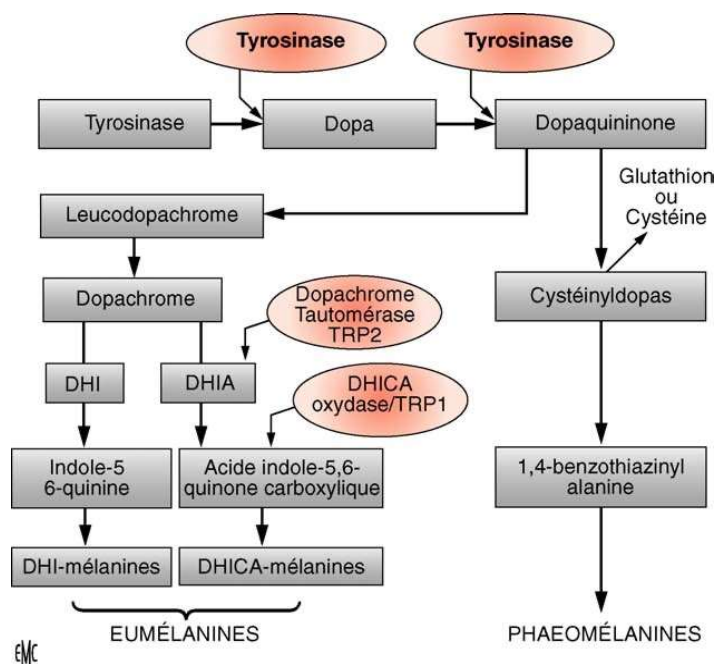 Tyrosinase
Tyrosinase
Tyrosinase
Dopa
Dopaquininone
Glutathion
ou
Cystéine
Leucodopachrome
Dopachrome
Dopachrome
Tautomérase
TRP2
Cystéinyldopas
DHI
DHIA
DHICA
oxydase/TRP1
Indole-5
6-quinine
Acide indole-5,6-
quinone carboxylique
1,4-benzothiazinyl
alanine
DHI-mélanines
DHICA-mélanines
EUMÉLANINES
PHAEOMÉLANINES
EMC